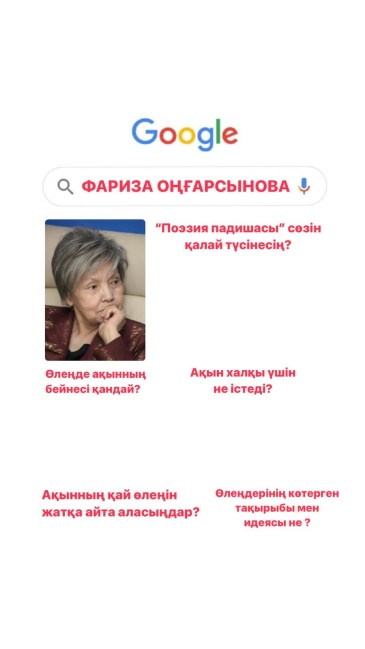 Google
ФАРИЗА ОҢҒАРСЫНОВА
“Поэзия падишасы” сөзін
қалай түсінесің?
Өлеңде ақынның
бейнесі қандай?
Ақын халқы үшін
не істеді?
Ақынның қай өлеңін
жатқа айта аласыңдар?
Өлеңдерінің көтерген
тақырыбы мен
идеясы не ?